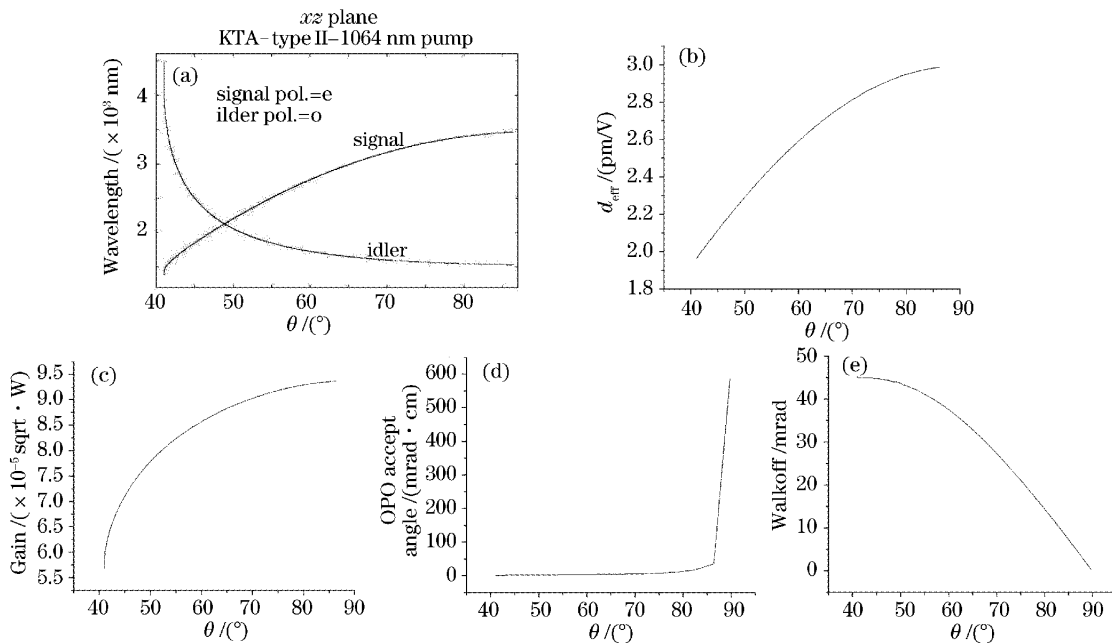 xz plane
KTA-type II-1064 nm pump
(a)
signal pol.=e
ilder pol.=o
signal
idler
Wavelength /(×10³ nm)
4
3
2
40 50 60 70 80
θ /(°)
(b)
d_eff /(pm/V)
3.0
2.8
2.6
2.4
2.2
2.0
1.8
40 50 60 70 80 90
θ /(°)
(c)
Gain /(×10⁻⁵ sqrt·W)
9.5
9.0
8.5
8.0
7.5
7.0
6.5
6.0
5.5
40 50 60 70 80 90
θ /(°)
(d)
OPO accept
angle /(mrad·cm)
600
500
400
300
200
100
0
40 50 60 70 80 90
θ /(°)
(e)
Walkoff /mrad
50
40
30
20
10
0
40 50 60 70 80 90
θ /(°)